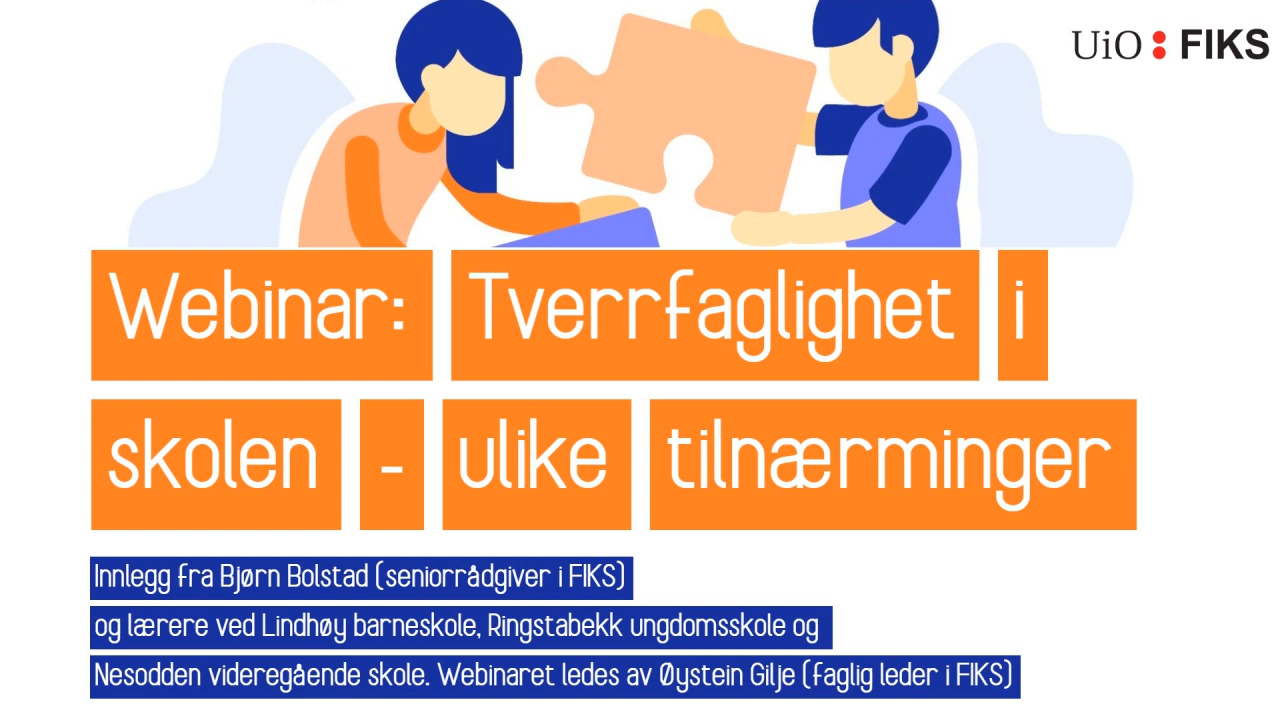 UiO : FIKS
Webinar: Tverrfaglighet i
skolen - ulike tilnærminger
Innlegg fra Bjørn Bolstad (seniorrådgiver i FIKS)
og lærere ved Lindhøy barneskole, Ringstabekk ungdomsskole og
Nesodden videregående skole. Webinaret ledes av Øystein Gilje (faglig leder i FIKS)